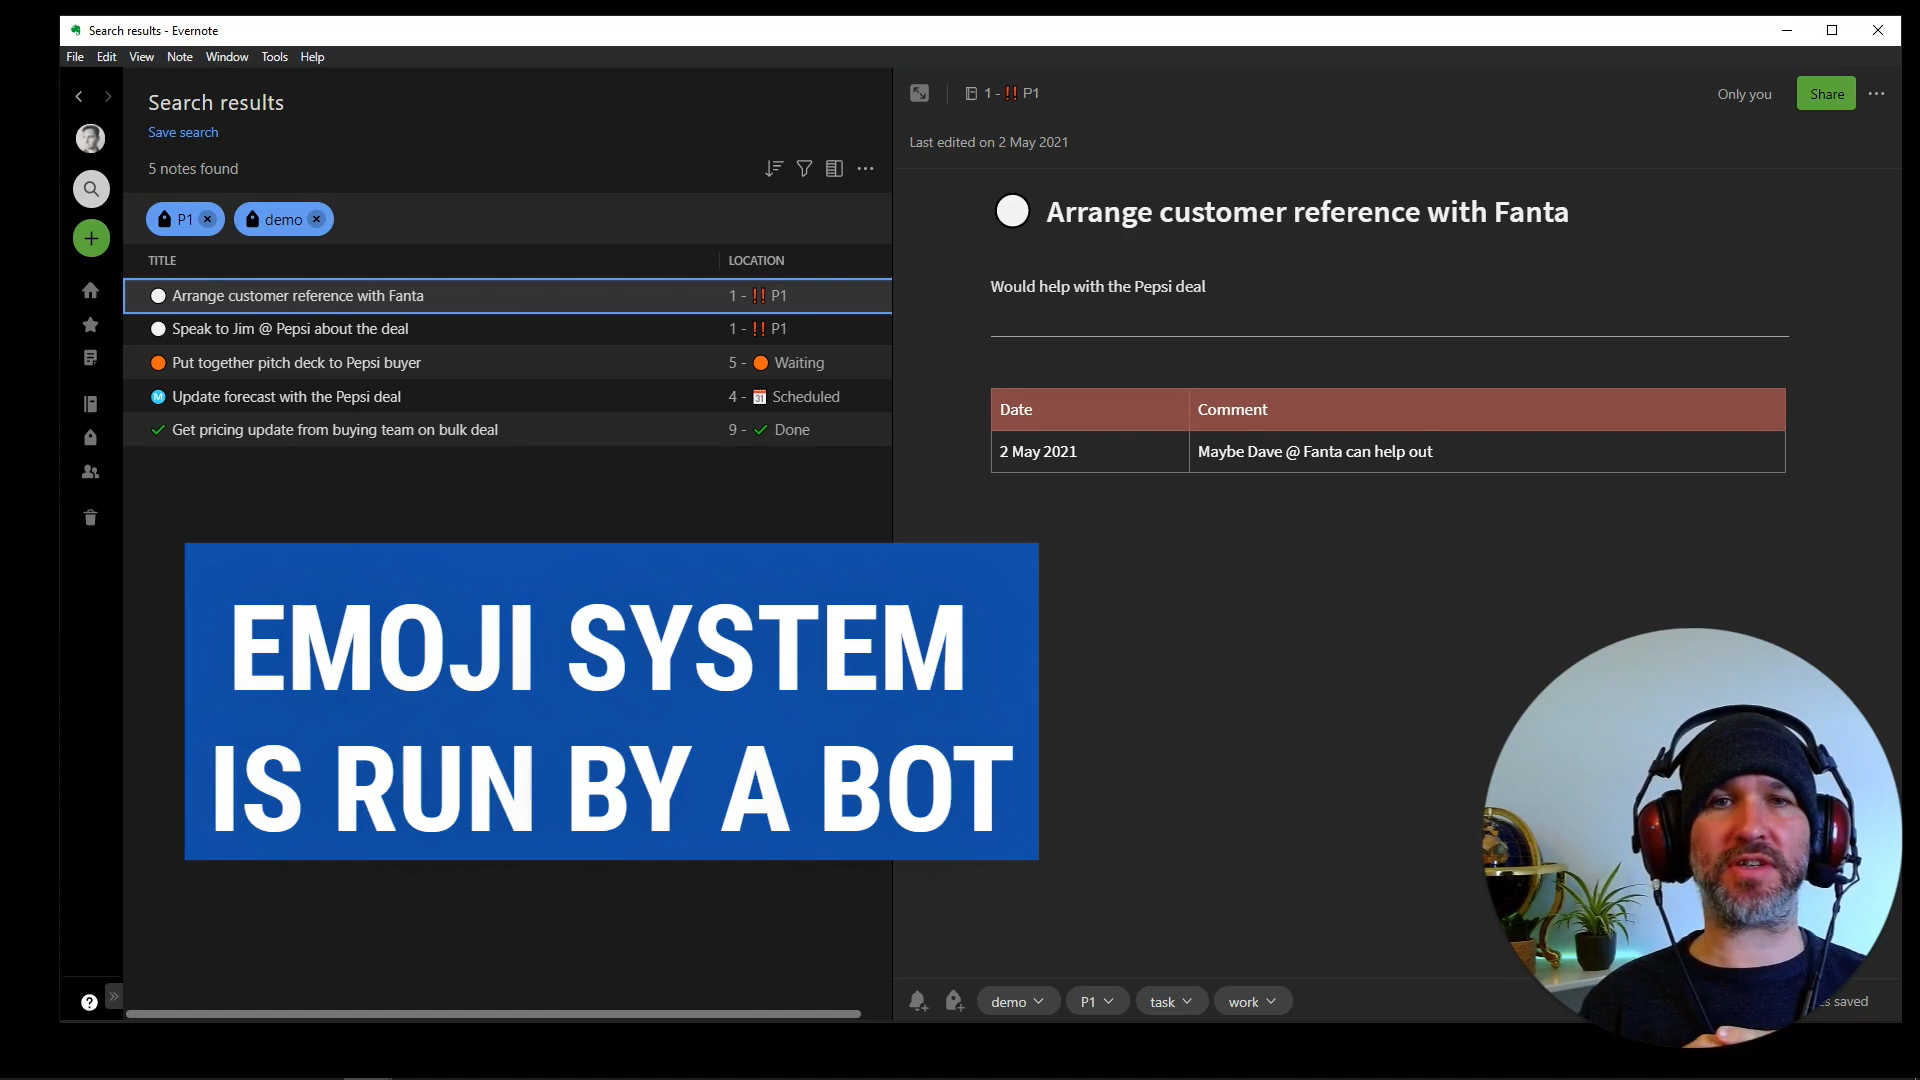 Search results - Evernote
File Edit View Note Window Tools Help
Search results
Save search
5 notes found
P1 demo
TITLE LOCATION
Arrange customer reference with Fanta 1 - ‼ P1
Speak to Jim @ Pepsi about the deal 1 - ‼ P1
Put together pitch deck to Pepsi buyer 5 - Waiting
M Update forecast with the Pepsi deal 4 - 31 Scheduled
Get pricing update from buying team on bulk deal 9 - Done
1 - ‼ P1
Only you Share
Last edited on 2 May 2021
Arrange customer reference with Fanta
Would help with the Pepsi deal
Date Comment
2 May 2021 Maybe Dave @ Fanta can help out
EMOJI SYSTEM
IS RUN BY A BOT
demo P1 task work
saved